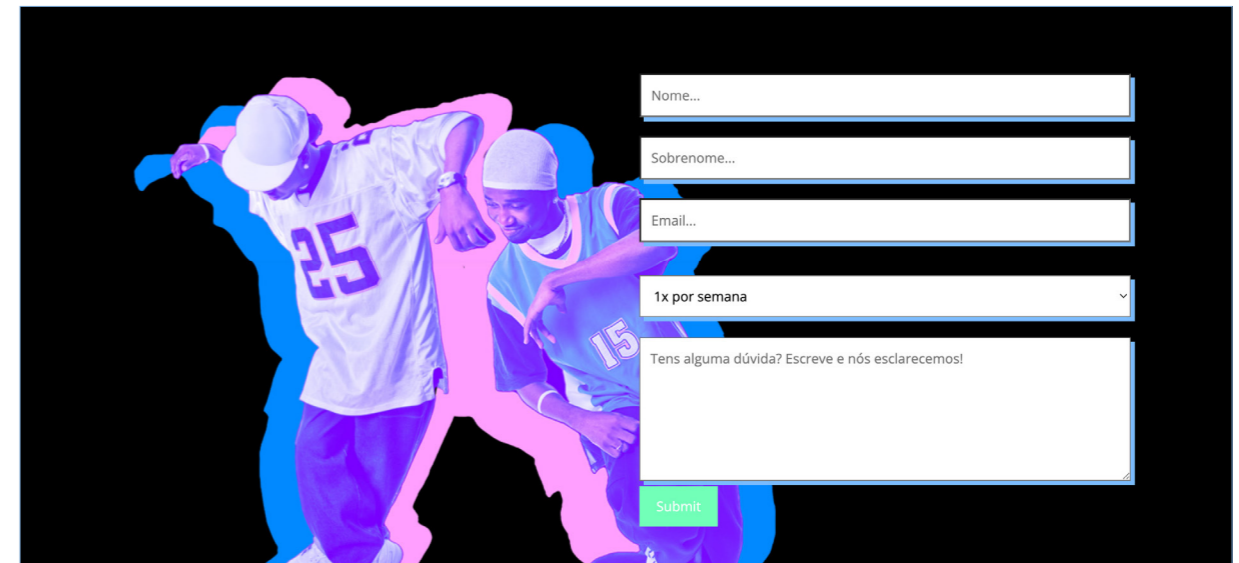 Nome...
Sobrenome...
Email...
25
1x por semana
15
Tens alguma dúvida? Escreve e nós esclarecemos!
Submit